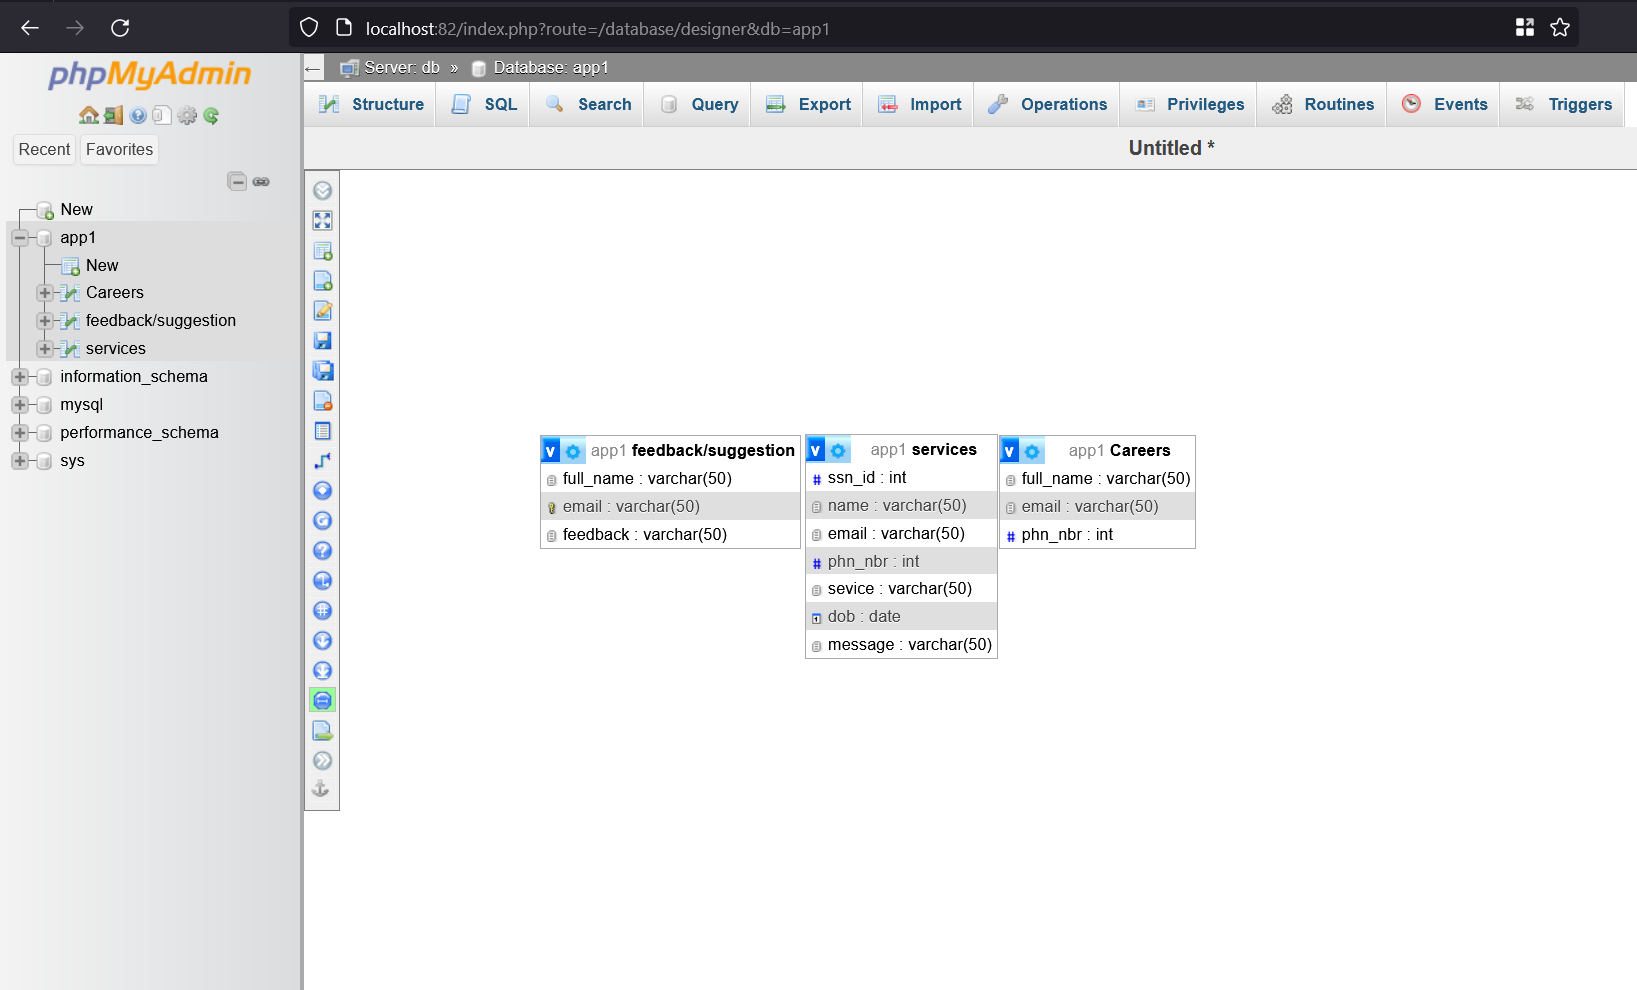 localhost:82/index.php?route=/database/designer&db=app1
phpMyAdmin
Recent Favorites
New
app1
New
Careers
feedback/suggestion
services
information_schema
mysql
performance_schema
sys
Server: db » Database: app1
Structure SQL Search Query Export Import Operations Privileges Routines Events Triggers
Untitled *
v app1 feedback/suggestion
full_name : varchar(50)
email : varchar(50)
feedback : varchar(50)
v app1 services
# ssn_id : int
name : varchar(50)
email : varchar(50)
# phn_nbr : int
sevice : varchar(50)
dob : date
message : varchar(50)
v app1 Careers
full_name : varchar(50)
email : varchar(50)
# phn_nbr : int